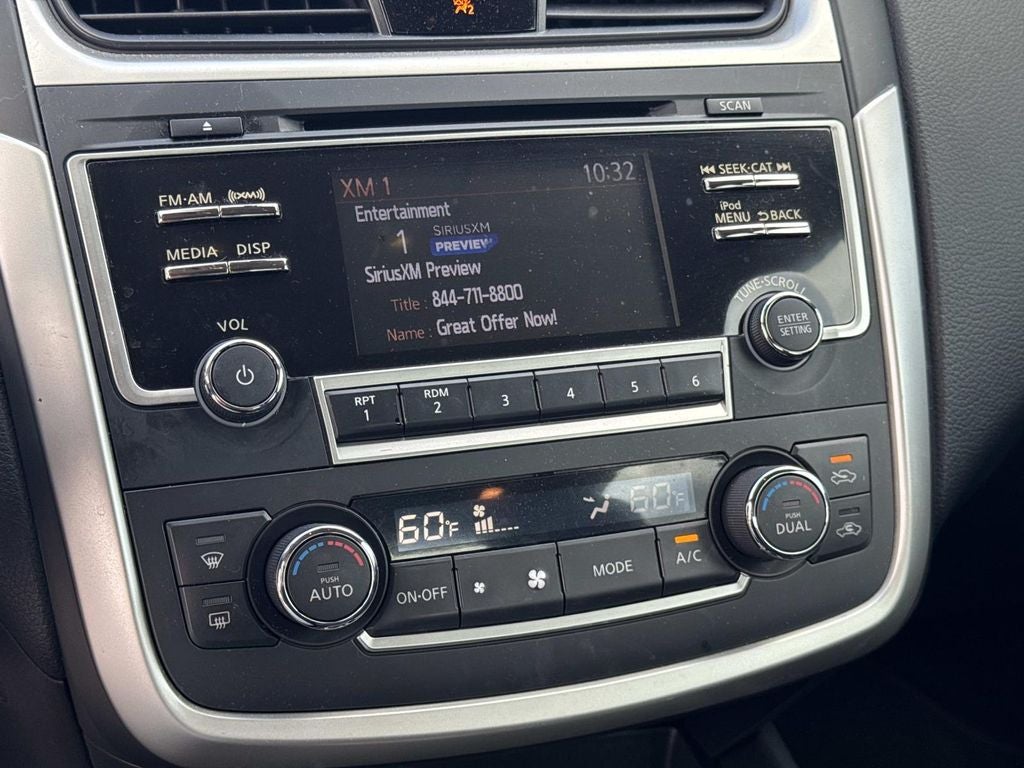 2
SCAN
FM·AM ((XM))
MEDIA DISP
VOL
XM 1 10:32
Entertainment
1 SIRIUSXM
PREVIEW
SiriusXM Preview
Title : 844-711-8800
Name : Great Offer Now!
SEEK·CAT
iPod
MENU BACK
TUNE·SCROLL
ENTER
SETTING
RPT
1
RDM
2
3
4
5
6
60°F
60°F
PUSH
AUTO
ON·OFF
MODE
A/C
PUSH
DUAL